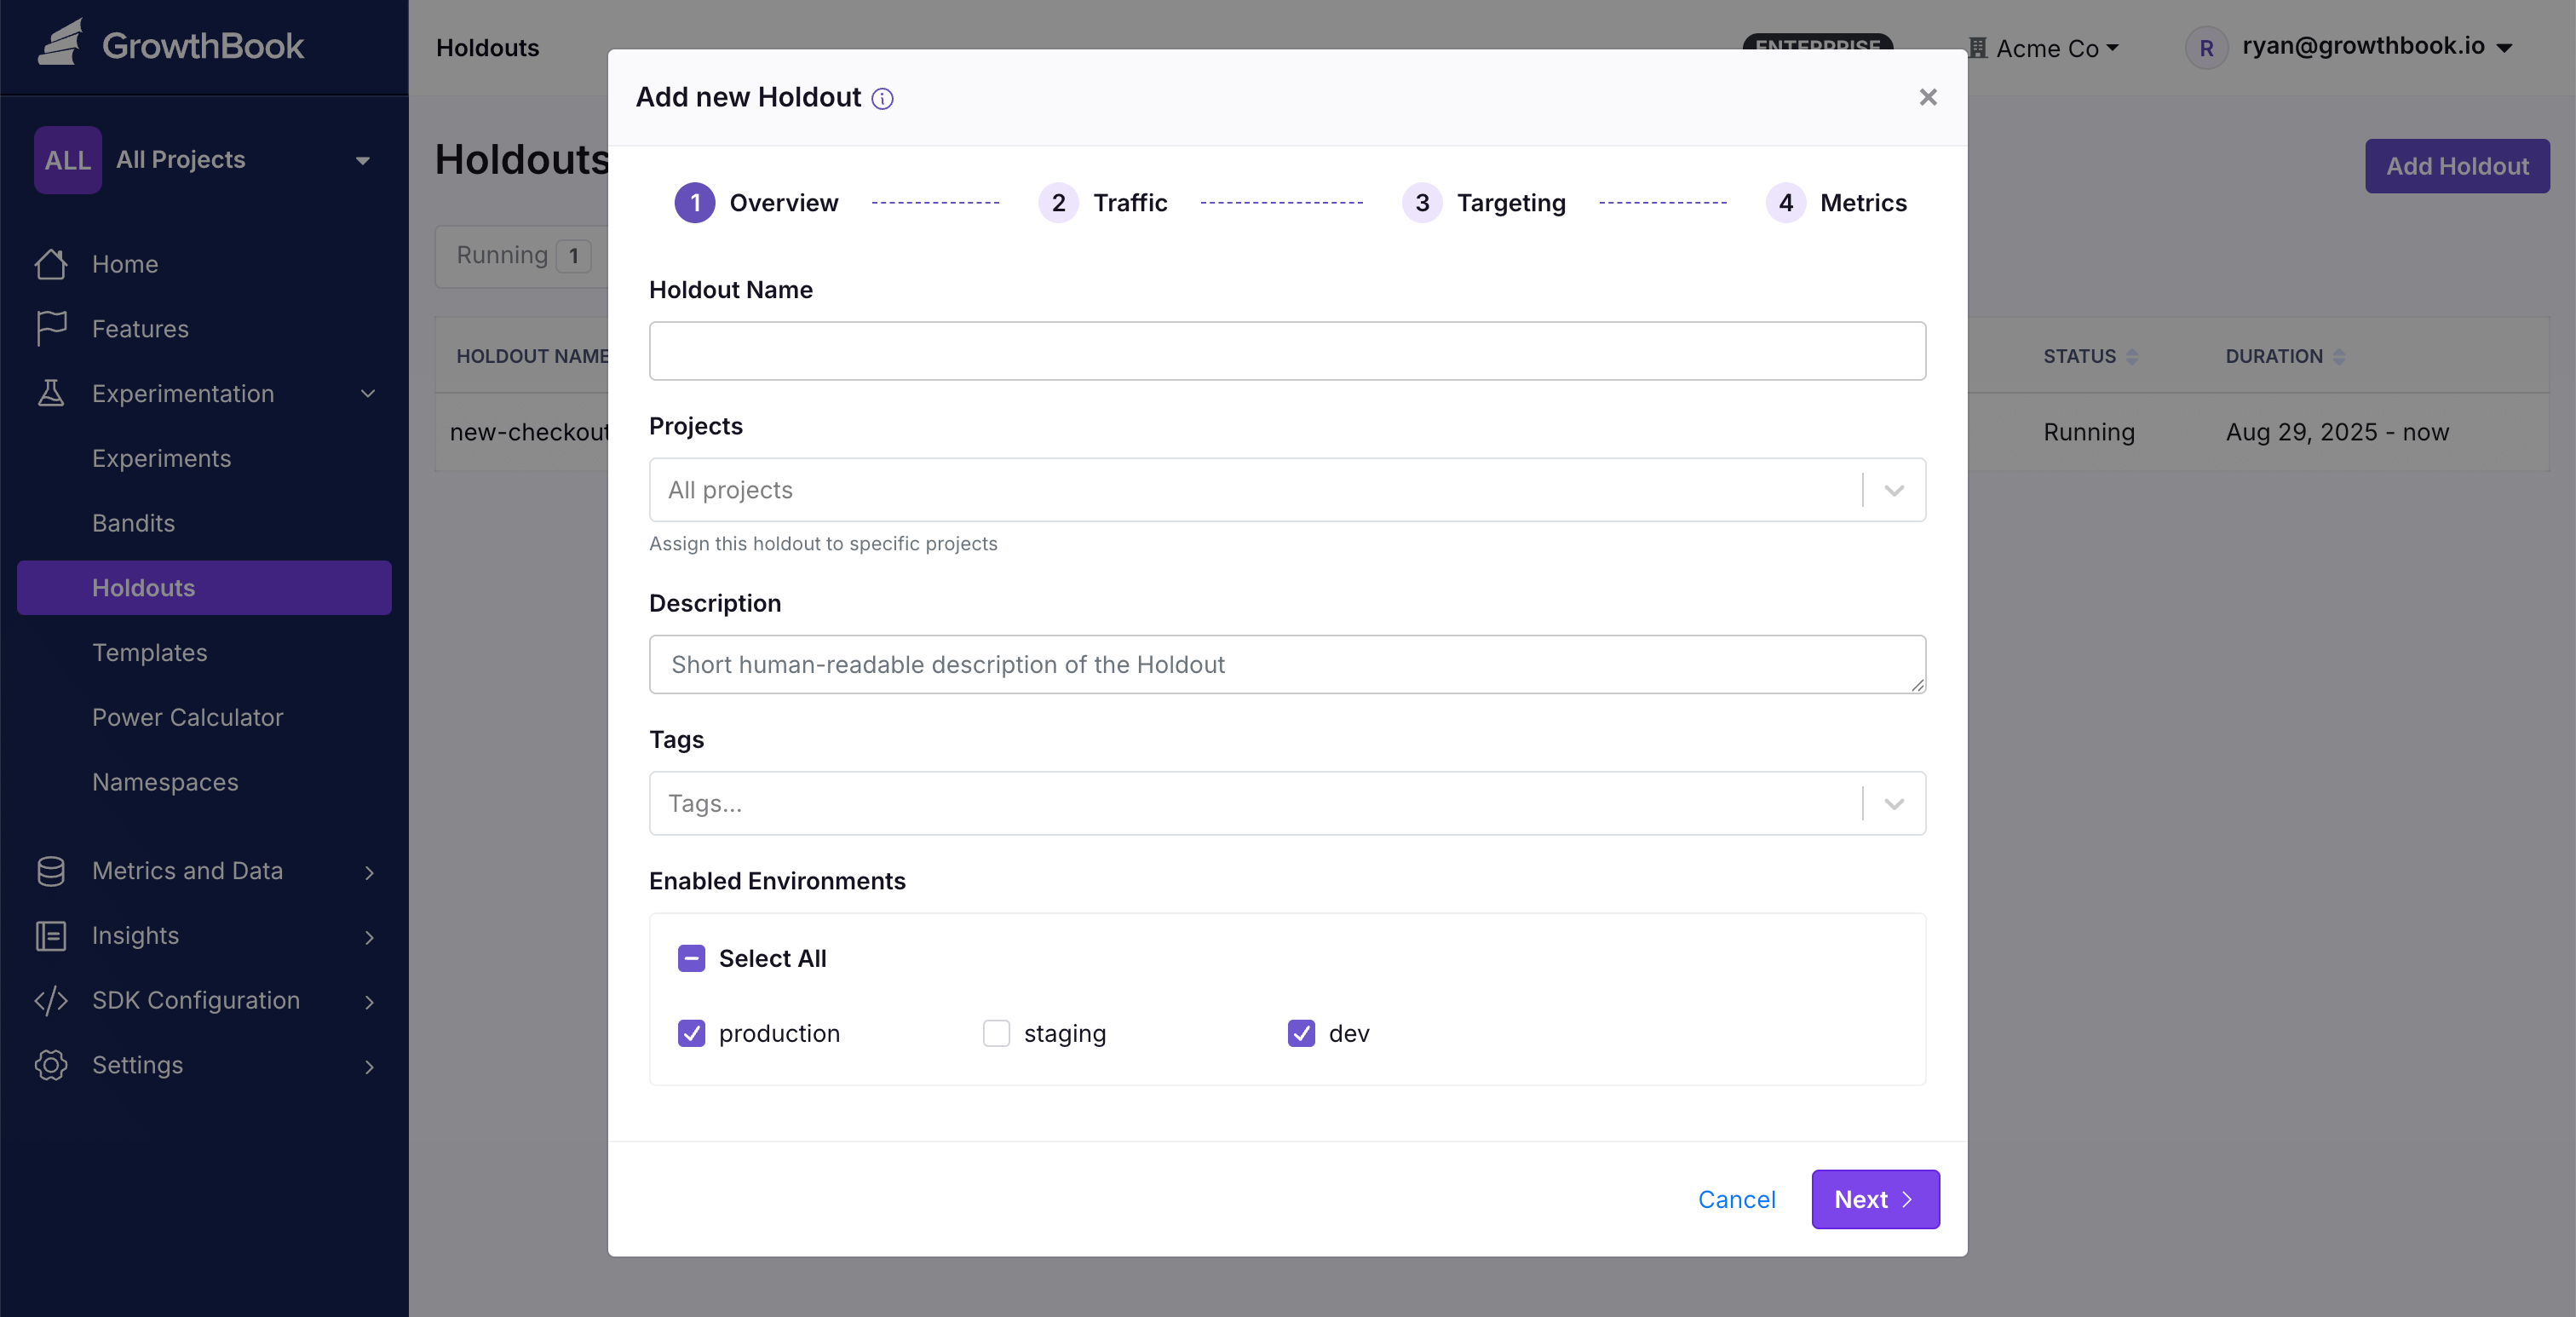 GrowthBook
Holdouts
ENTERPRISE
Acme Co
R
ryan@growthbook.io
ALL
All Projects
Home
Features
Experimentation
Experiments
Bandits
Holdouts
Templates
Power Calculator
Namespaces
Metrics and Data
Insights
SDK Configuration
Settings
Holdouts
Add Holdout
Running 1
HOLDOUT NAME
STATUS
DURATION
new-checkout
Running
Aug 29, 2025 - now
Add new Holdout
1 Overview
2 Traffic
3 Targeting
4 Metrics
Holdout Name
Projects
All projects
Assign this holdout to specific projects
Description
Short human-readable description of the Holdout
Tags
Tags...
Enabled Environments
Select All
production
staging
dev
Cancel
Next